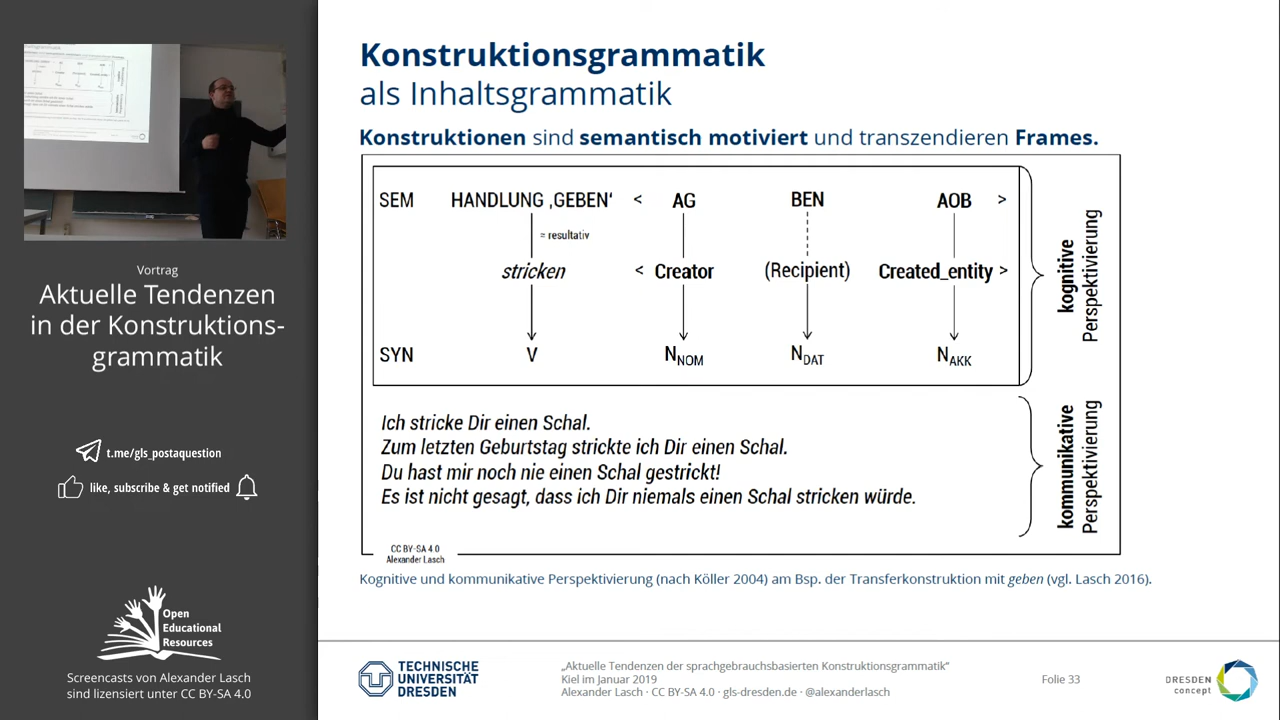 Vortrag
Aktuelle Tendenzen
in der Konstruktions-
grammatik
t.me/gls_postaquestion
like, subscribe & get notified
Open
Educational
Resources
Screencasts von Alexander Lasch
sind lizensiert unter CC BY-SA 4.0
Konstruktionsgrammatik
als Inhaltsgrammatik
Konstruktionen sind semantisch motiviert und transzendieren Frames.
SEM HANDLUNG ‚GEBEN‘ < AG BEN AOB >
= resultativ
stricken < Creator (Recipient) Created_entity >
SYN V NNOM NDAT NAKK
kognitive
Perspektivierung
Ich stricke Dir einen Schal.
Zum letzten Geburtstag strickte ich Dir einen Schal.
Du hast mir noch nie einen Schal gestrickt!
Es ist nicht gesagt, dass ich Dir niemals einen Schal stricken würde.
kommunikative
Perspektivierung
CC BY-SA 4.0
Alexander Lasch
Kognitive und kommunikative Perspektivierung (nach Köller 2004) am Bsp. der Transferkonstruktion mit geben (vgl. Lasch 2016).
TECHNISCHE
UNIVERSITÄT
DRESDEN
„Aktuelle Tendenzen der sprachgebrauchsbasierten Konstruktionsgrammatik“
Kiel im Januar 2019
Alexander Lasch · CC BY-SA 4.0 · gls-dresden.de · @alexanderlasch
Folie 33
DRESDEN
concept